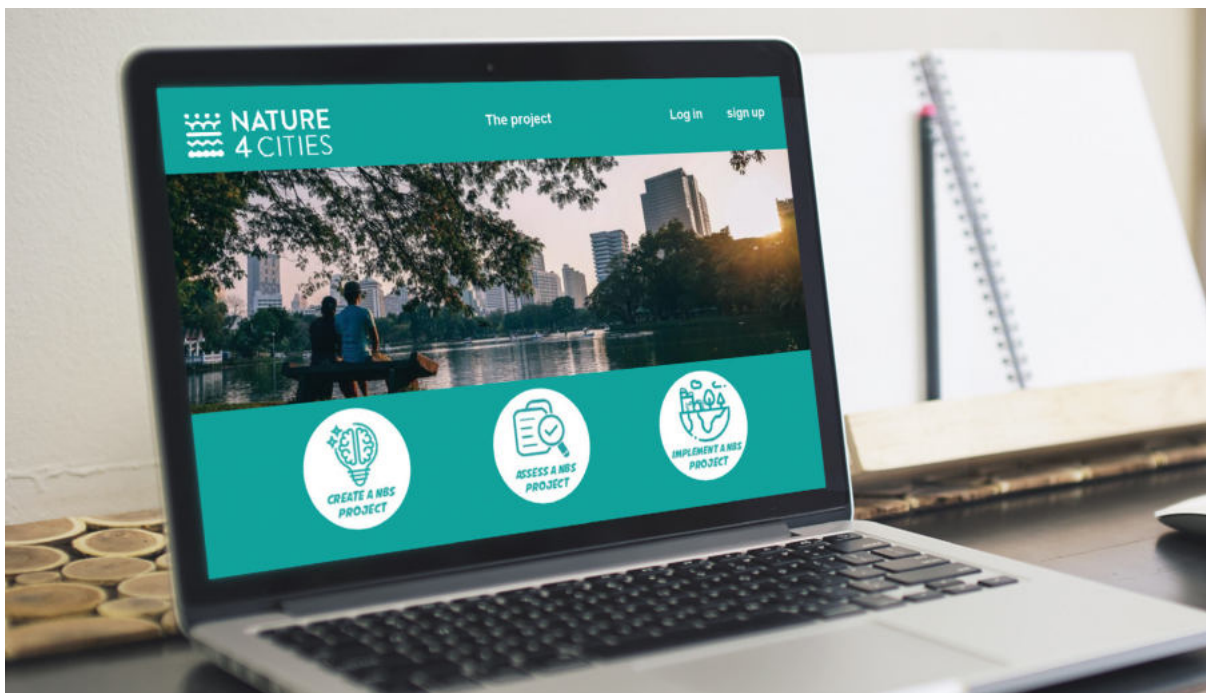 NATURE
4 CITIES
The project
Log in
sign up
CREATE A NBS
PROJECT
ASSESS A NBS
PROJECT
IMPLEMENT A NBS
PROJECT